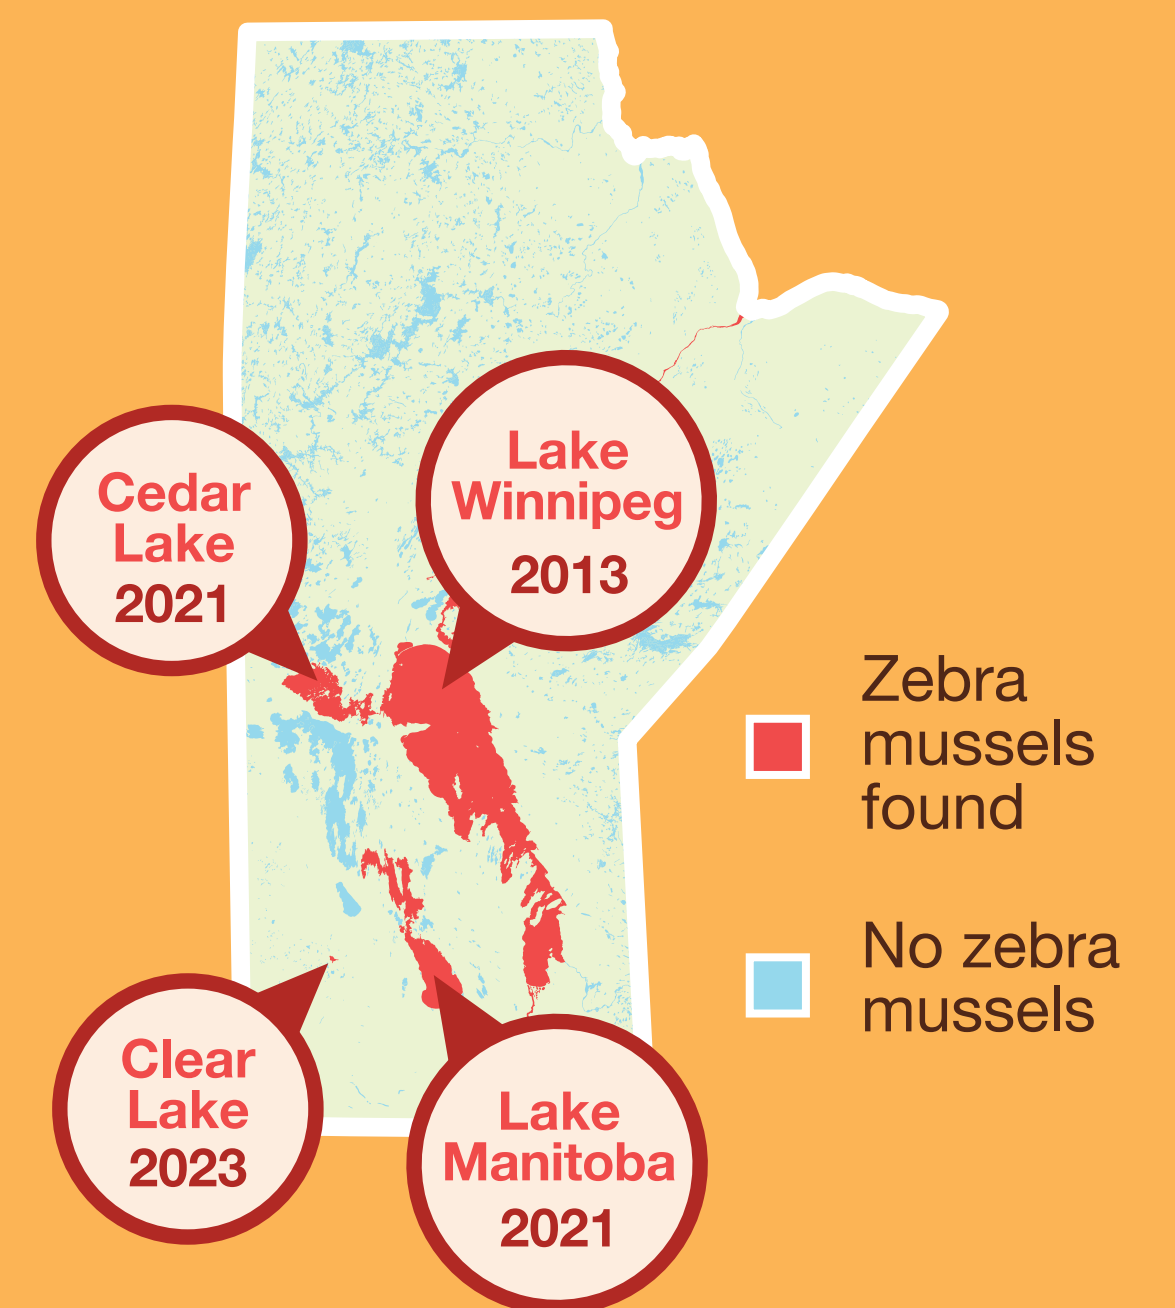 Lake
Winnipeg
2013
Cedar
Lake
2021
Zebra
mussels
found
No zebra
mussels
Clear
Lake
2023
Lake
Manitoba
2021